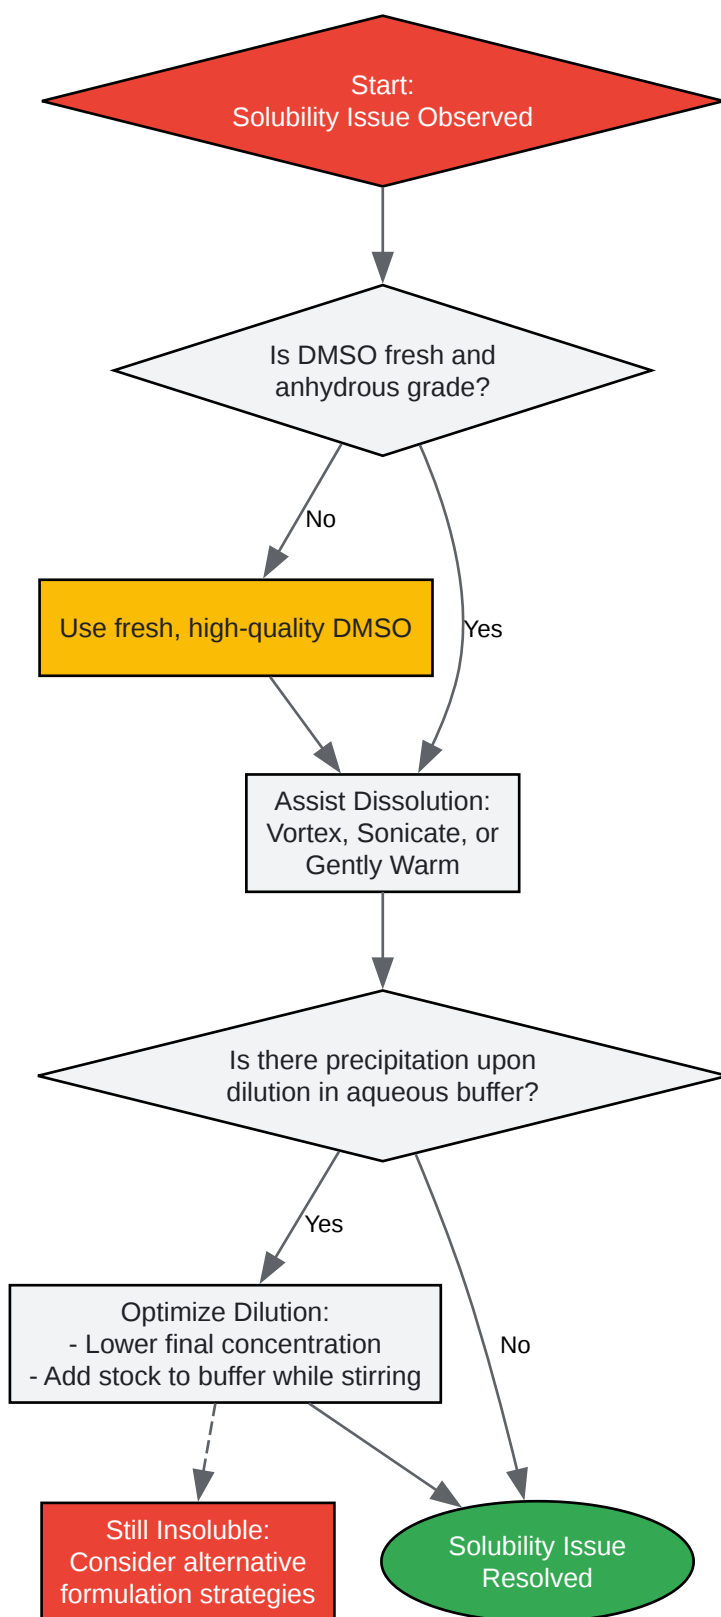 Start:
Solubility Issue Observed
Is DMSO fresh and
anhydrous grade?
No
Use fresh, high-quality DMSO
Yes
Assist Dissolution:
Vortex, Sonicate, or
Gently Warm
Is there precipitation upon
dilution in aqueous buffer?
Yes
Optimize Dilution:
- Lower final concentration
- Add stock to buffer while stirring
No
Still Insoluble:
Consider alternative
formulation strategies
Solubility Issue
Resolved